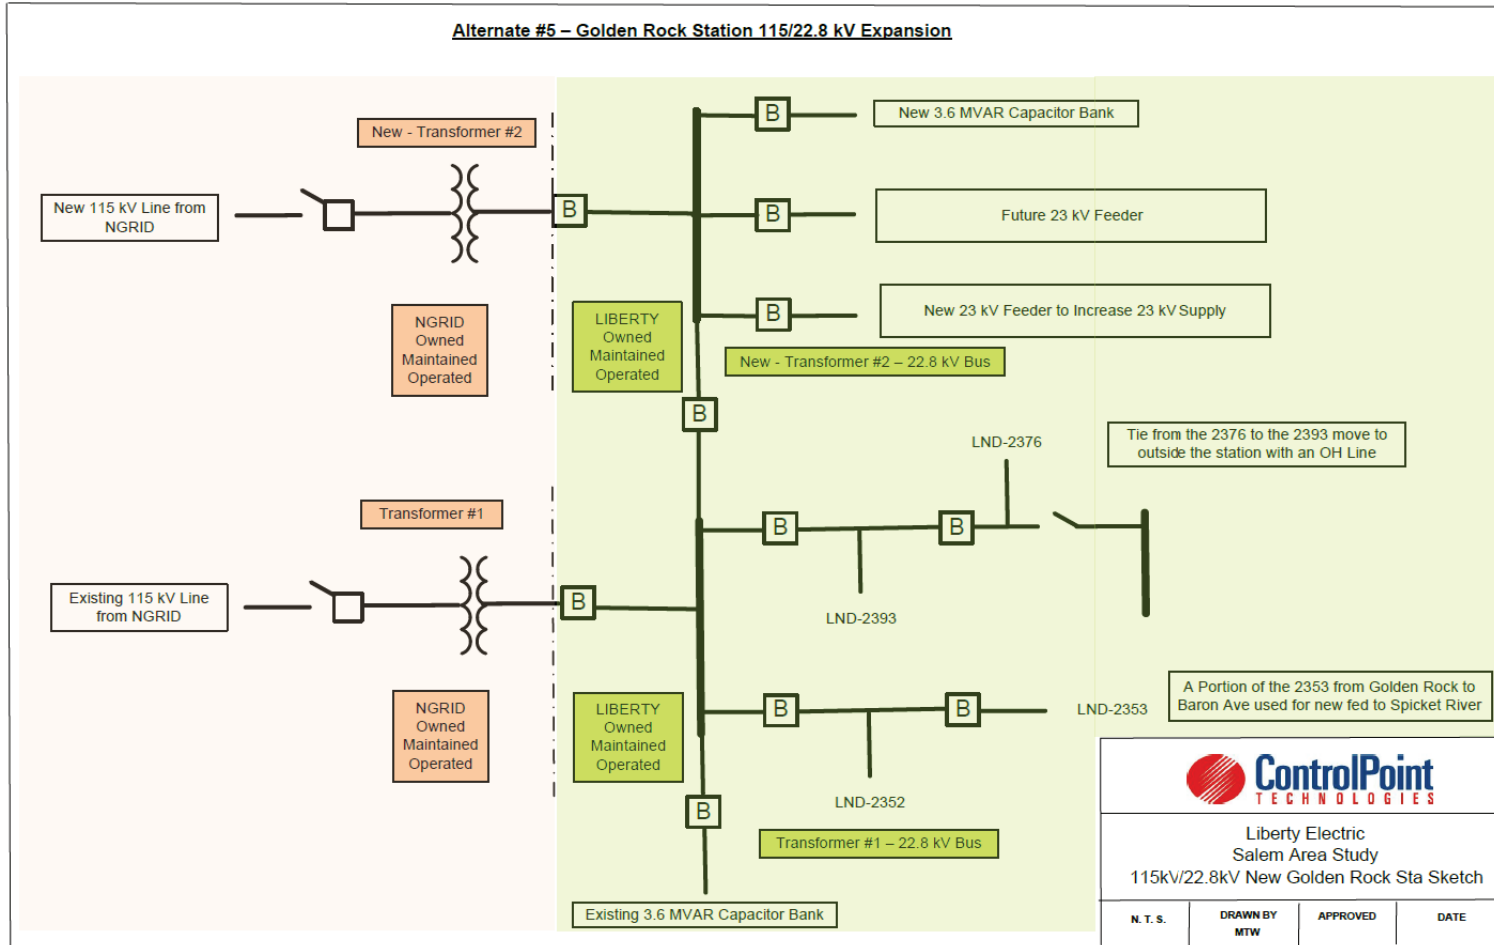 Alternate #5 – Golden Rock Station 115/22.8 kV Expansion
New - Transformer #2
B
New 3.6 MVAR Capacitor Bank
New 115 kV Line from
NGRID
B
B
Future 23 kV Feeder
NGRID
Owned
Maintained
Operated
LIBERTY
Owned
Maintained
Operated
B
New 23 kV Feeder to Increase 23 kV Supply
New - Transformer #2 – 22.8 kV Bus
B
LND-2376
Tie from the 2376 to the 2393 move to
outside the station with an OH Line
Transformer #1
B
B
Existing 115 kV Line
from NGRID
B
LND-2393
NGRID
Owned
Maintained
Operated
LIBERTY
Owned
Maintained
Operated
B
B
LND-2353
A Portion of the 2353 from Golden Rock to
Baron Ave used for new fed to Spicket River
B
LND-2352
Transformer #1 – 22.8 kV Bus
Existing 3.6 MVAR Capacitor Bank
ControlPoint
TECHNOLOGIES
Liberty Electric
Salem Area Study
115kV/22.8kV New Golden Rock Sta Sketch
N. T. S.
DRAWN BY
MTW
APPROVED
DATE